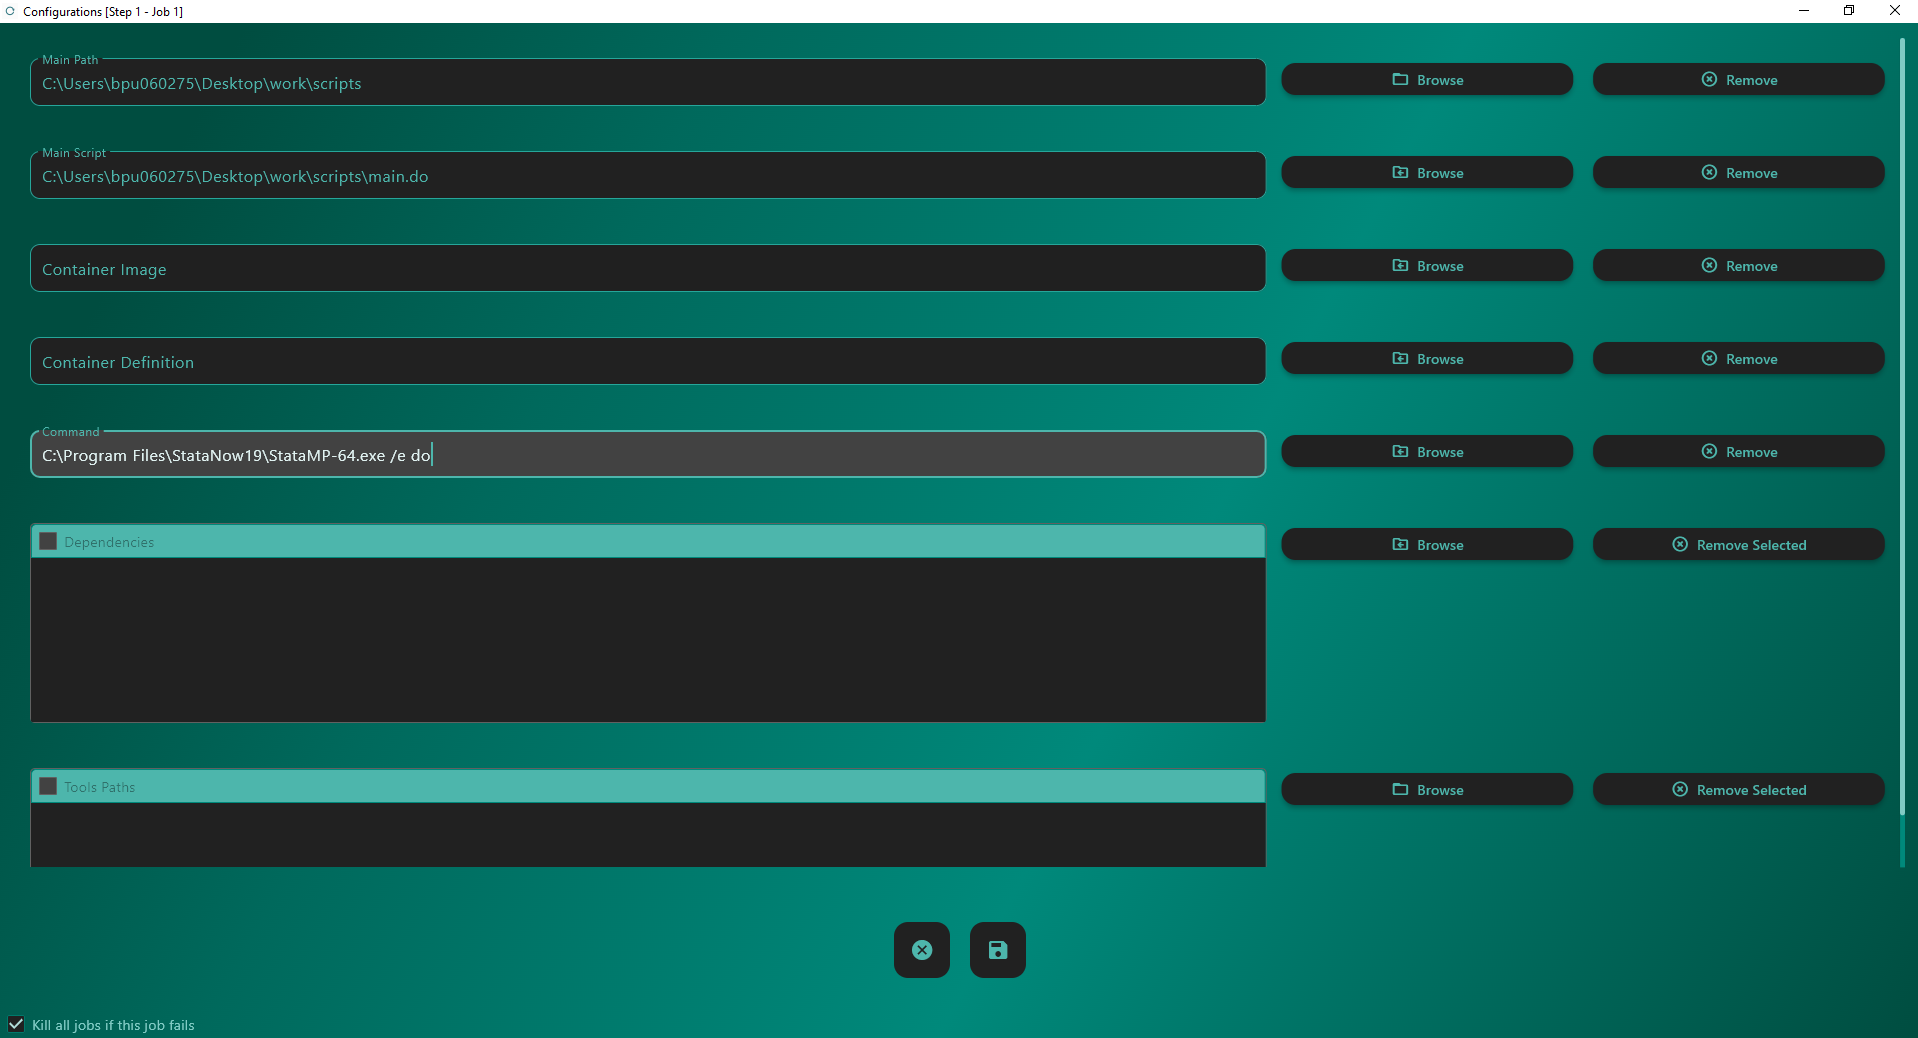 Configurations [Step 1 - Job 1]
Main Path
C:\Users\bpu060275\Desktop\work\scripts
Browse
Remove
Main Script
C:\Users\bpu060275\Desktop\work\scripts\main.do
Browse
Remove
Container Image
Browse
Remove
Container Definition
Browse
Remove
Command
C:\Program Files\StataNow19\StataMP-64.exe /e do
Browse
Remove
Dependencies
Browse
Remove Selected
Tools Paths
Browse
Remove Selected
Kill all jobs if this job fails